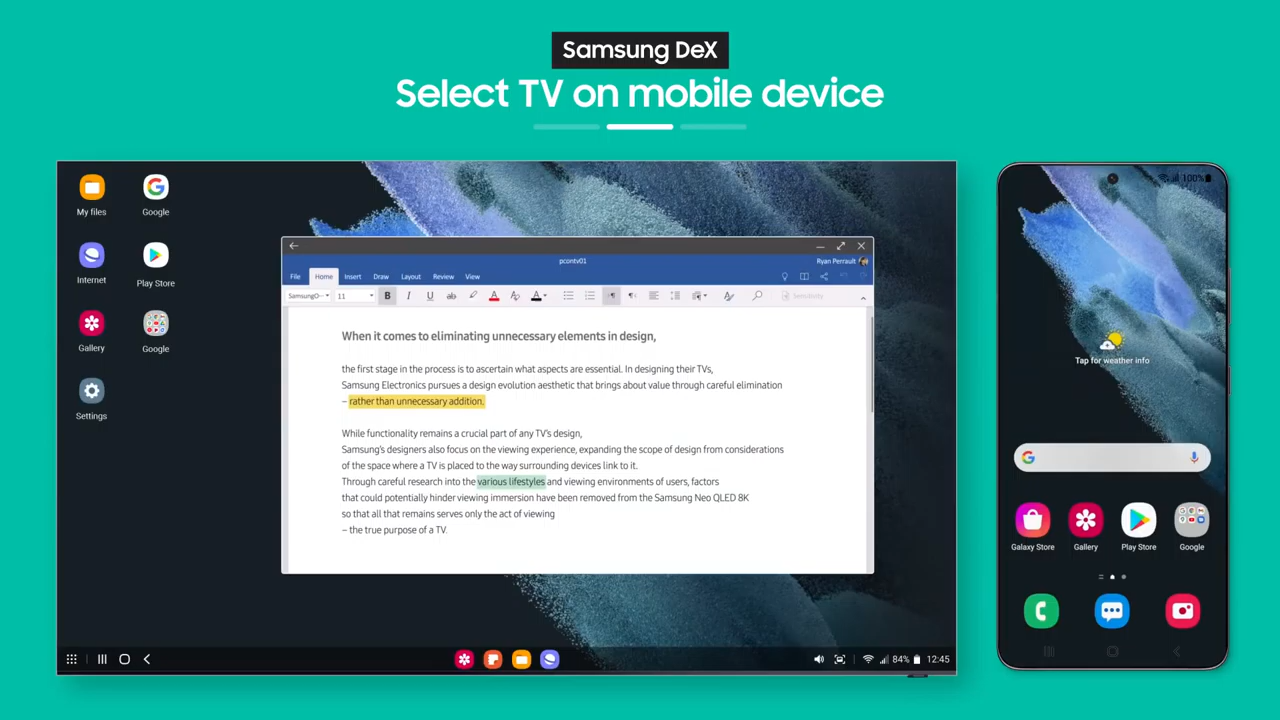 Samsung DeX
Select TV on mobile device
My files
Google
Internet
Play Store
Gallery
Google
Settings
pcontv01
Ryan Perrault
File Home Insert Draw Layout Review View
SamsungO 11 B I U ab A A Sensitivity
When it comes to eliminating unnecessary elements in design,
the first stage in the process is to ascertain what aspects are essential. In designing their TVs,
Samsung Electronics pursues a design evolution aesthetic that brings about value through careful elimination
– rather than unnecessary addition.
While functionality remains a crucial part of any TV's design,
Samsung's designers also focus on the viewing experience, expanding the scope of design from considerations
of the space where a TV is placed to the way surrounding devices link to it.
Through careful research into the various lifestyles and viewing environments of users, factors
that could potentially hinder viewing immersion have been removed from the Samsung Neo QLED 8K
so that all that remains serves only the act of viewing
– the true purpose of a TV.
84% 12:45
100%
Tap for weather info
Galaxy Store Gallery Play Store Google